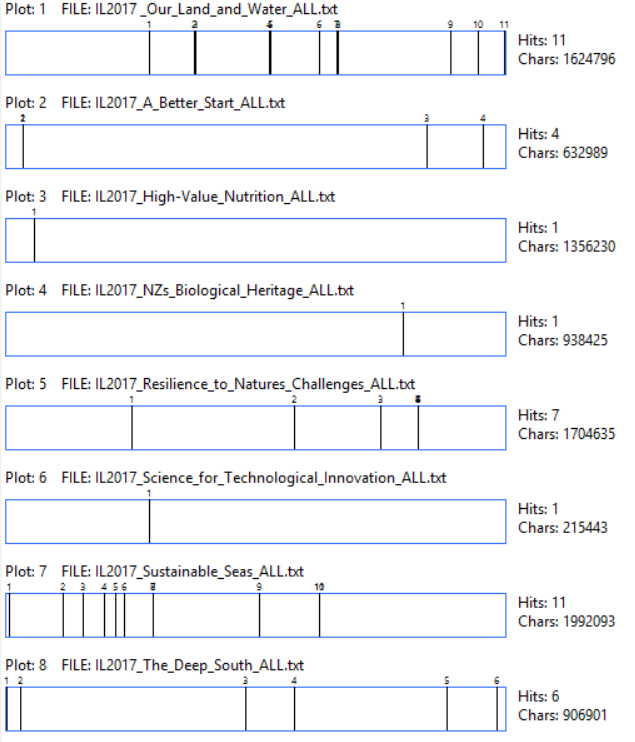 Plot: 1 FILE: IL2017_Our_Land_and_Water_ALL.txt
1 3 6 9 10 11
Hits: 11
Chars: 1624796
Plot: 2 FILE: IL2017_A_Better_Start_ALL.txt
2 3 4
Hits: 4
Chars: 632989
Plot: 3 FILE: IL2017_High-Value_Nutrition_ALL.txt
1
Hits: 1
Chars: 1356230
Plot: 4 FILE: IL2017_NZs_Biological_Heritage_ALL.txt
1
Hits: 1
Chars: 938425
Plot: 5 FILE: IL2017_Resilience_to_Natures_Challenges_ALL.txt
1 2 3
Hits: 7
Chars: 1704635
Plot: 6 FILE: IL2017_Science_for_Technological_Innovation_ALL.txt
1
Hits: 1
Chars: 215443
Plot: 7 FILE: IL2017_Sustainable_Seas_ALL.txt
1 2 3 4 5 6 9
Hits: 11
Chars: 1992093
Plot: 8 FILE: IL2017_The_Deep_South_ALL.txt
1 2 3 4 5 6
Hits: 6
Chars: 906901